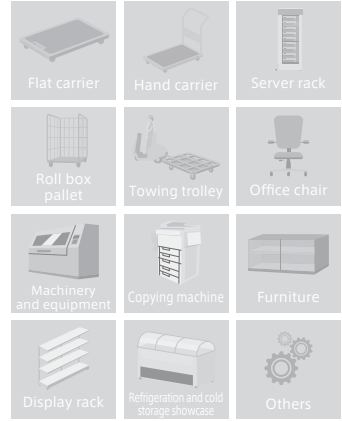 Flat carrier
Hand carrier
Server rack
Roll box
pallet
Towing trolley
Office chair
Machinery
and equipment
Copying machine
Furniture
Display rack
Refrigeration and cold
storage showcase
Others